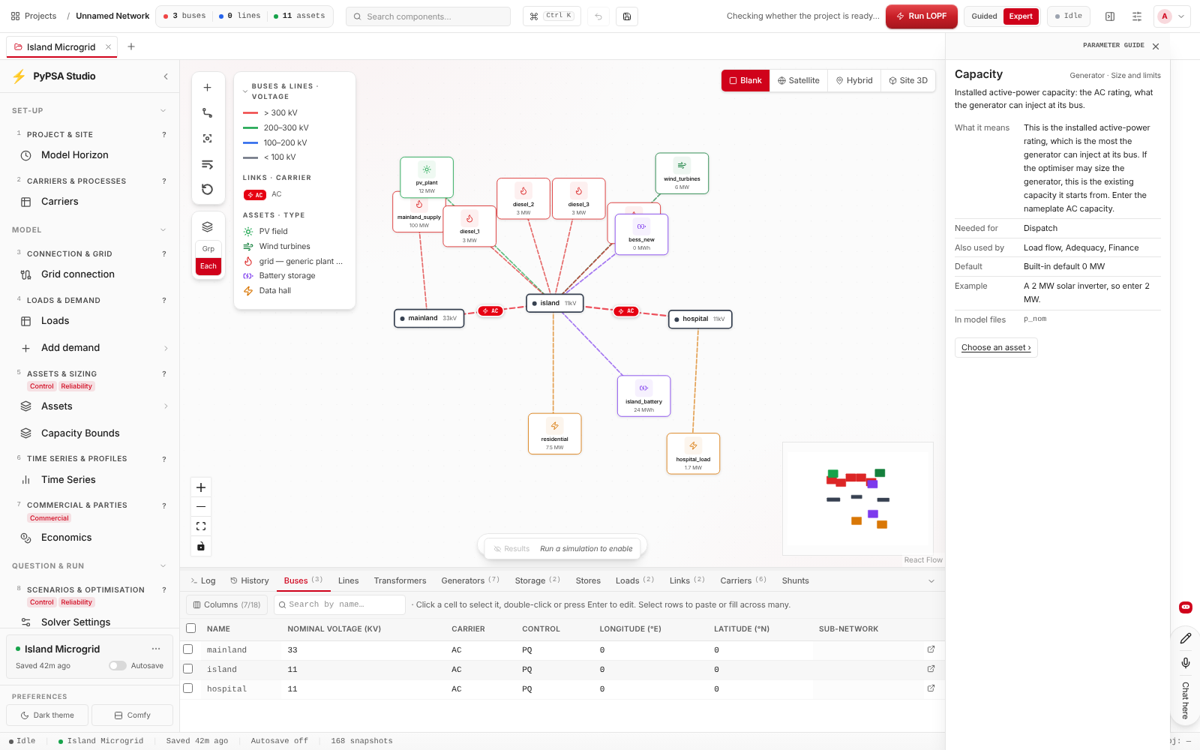 Projects / Unnamed Network
3 buses 0 lines 11 assets
Search components...
Ctrl K
Checking whether the project is ready...
Run LOPF
Guided Expert
Idle
A
Island Microgrid
PyPSA Studio
SET-UP
1 PROJECT & SITE ?
Model Horizon
2 CARRIERS & PROCESSES ?
Carriers
MODEL
3 CONNECTION & GRID ?
Grid connection
4 LOADS & DEMAND ?
Loads
Add demand
5 ASSETS & SIZING ?
Control Reliability
Assets
Capacity Bounds
6 TIME SERIES & PROFILES ?
Time Series
7 COMMERCIAL & PARTIES ?
Commercial
Economics
QUESTION & RUN
8 SCENARIOS & OPTIMISATION ?
Control Reliability
Solver Settings
Island Microgrid ...
Saved 42m ago Autosave
PREFERENCES
Dark theme Comfy
Grp
Each
BUSES & LINES ·
VOLTAGE
> 300 kV
200–300 kV
100–200 kV
< 100 kV
LINKS · CARRIER
AC AC
ASSETS · TYPE
PV field
Wind turbines
grid — generic plant ...
Battery storage
Data hall
Blank Satellite Hybrid Site 3D
pv_plant
12 MW
mainland_supply
100 MW
diesel_1
3 MW
diesel_2
3 MW
diesel_3
3 MW
wind_turbines
6 MW
bess_new
0 MWh
mainland 33kV
AC
island 11kV
AC
hospital 11kV
island_battery
24 MWh
residential
7.5 MW
hospital_load
1.7 MW
Results Run a simulation to enable
React Flow
Log History Buses (3) Lines Transformers Generators (7) Storage (2) Stores Loads (2) Links (2) Carriers (6) Shunts
Columns (7/18) Search by name… · Click a cell to select it, double-click or press Enter to edit. Select rows to paste or fill across many.
NAME NOMINAL VOLTAGE (KV) CARRIER CONTROL LONGITUDE (°E) LATITUDE (°N) SUB-NETWORK
mainland 33 AC PQ 0 0
island 11 AC PQ 0 0
hospital 11 AC PQ 0 0
PARAMETER GUIDE
Capacity Generator · Size and limits
Installed active-power capacity: the AC rating, what
the generator can inject at its bus.
What it means This is the installed active-power
rating, which is the most the
generator can inject at its bus. If
the optimiser may size the
generator, this is the existing
capacity it starts from. Enter the
nameplate AC capacity.
Needed for Dispatch
Also used by Load flow, Adequacy, Finance
Default Built-in default 0 MW
Example A 2 MW solar inverter, so enter 2
MW.
In model files p_nom
Choose an asset ›
Chat here
Idle Island Microgrid Saved 42m ago Autosave off 168 snapshots